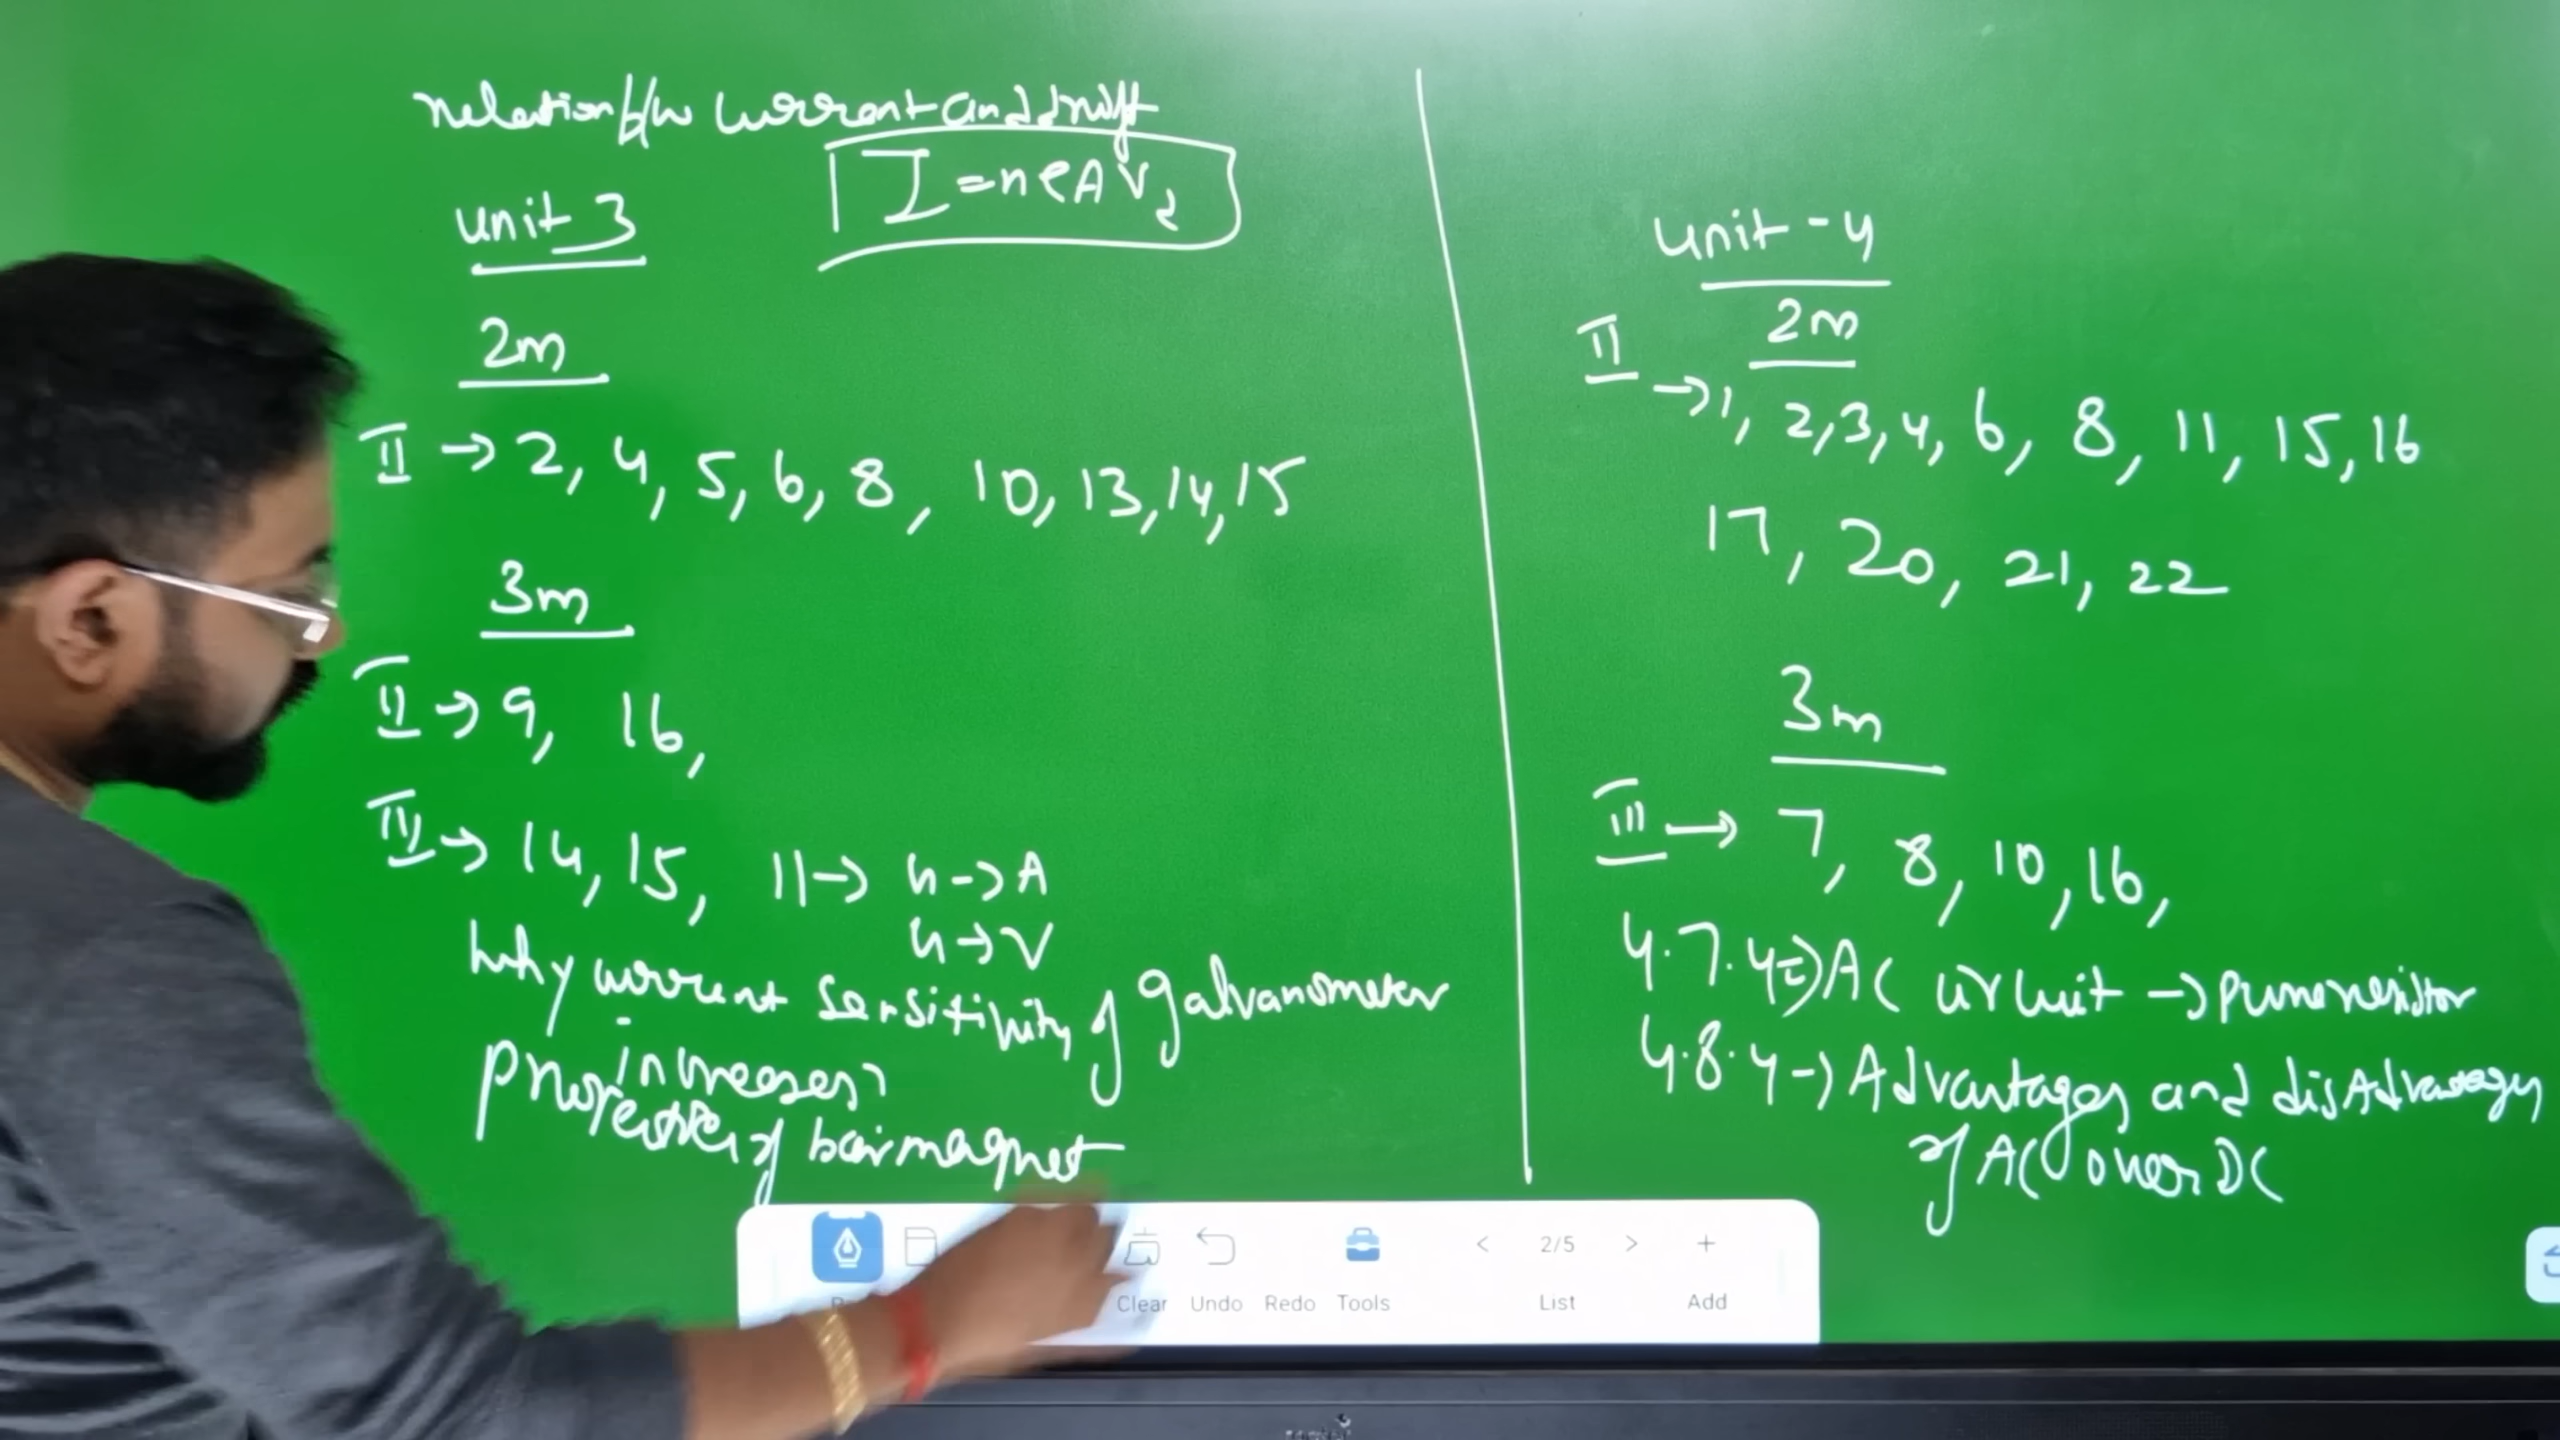 relation b/w current and drift
I = neAVd
unit 3
2m
II → 2, 4, 5, 6, 8, 10, 13, 14, 15
3m
II → 9, 16,
14, 15, 11 → G → A
G → V
Why current sensitivity of galvanometer
increases?
Properties of bar magnet
unit - 4
2m
II → 1, 2, 3, 4, 6, 8, 11, 15, 16
17, 20, 21, 22
3m
III → 7, 8, 10, 16,
4.7.4 → AC circuit → pure resistor
4.8.4 → Advantages and disAdvantages
of AC over DC
Clear Undo Redo Tools < 2/5 > List + Add